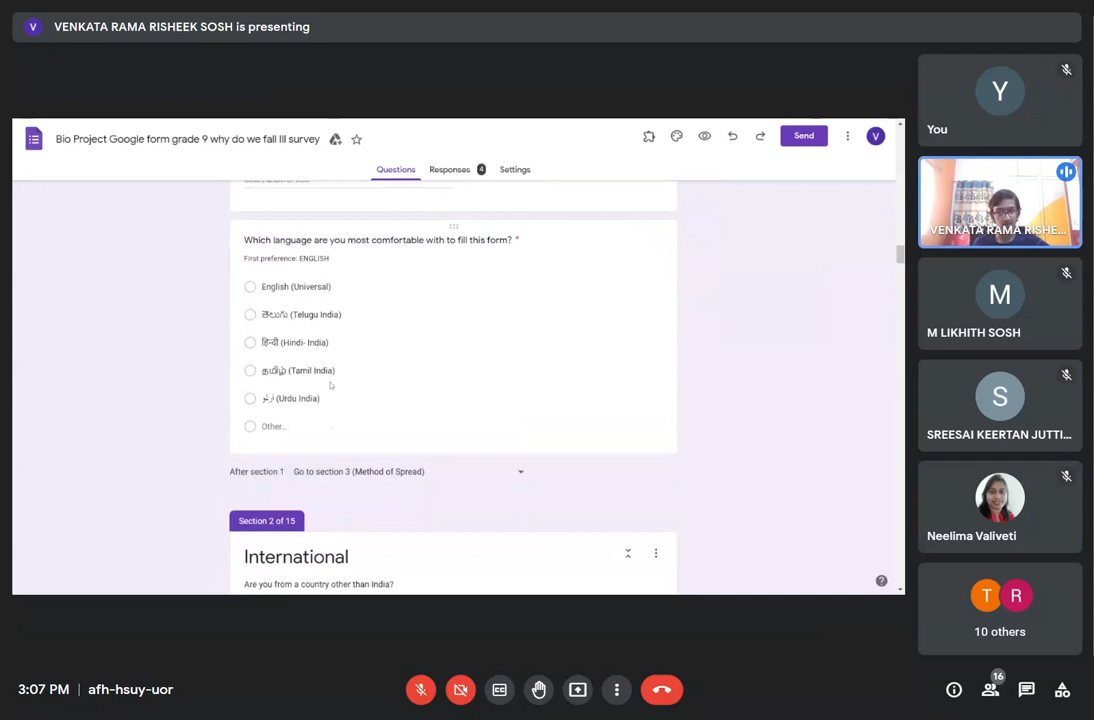 V VENKATA RAMA RISHEEK SOSH is presenting
Bio Project Google form grade 9 why do we fall Ill survey
Send
V
Questions
Responses 4
Settings
Which language are you most comfortable with to fill this form? *
First preference: ENGLISH
English (Universal)
తెలుగు (Telugu India)
हिन्दी (Hindi- India)
தமிழ் (Tamil India)
(Urdu India)
Other...
After section 1 Go to section 3 (Method of Spread)
Section 2 of 15
International
Are you from a country other than India?
Y
You
VENKATA RAMA RISHE...
M
M LIKHITH SOSH
S
SREESAI KEERTAN JUTTI...
Neelima Valiveti
T R
10 others
3:07 PM | afh-hsuy-uor
16